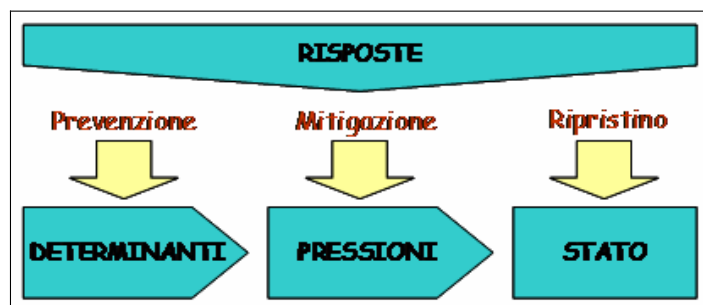 RISPOSTE
Prevenzione Mitigazione Ripristino
DETERMINANTI PRESSIONI STATO